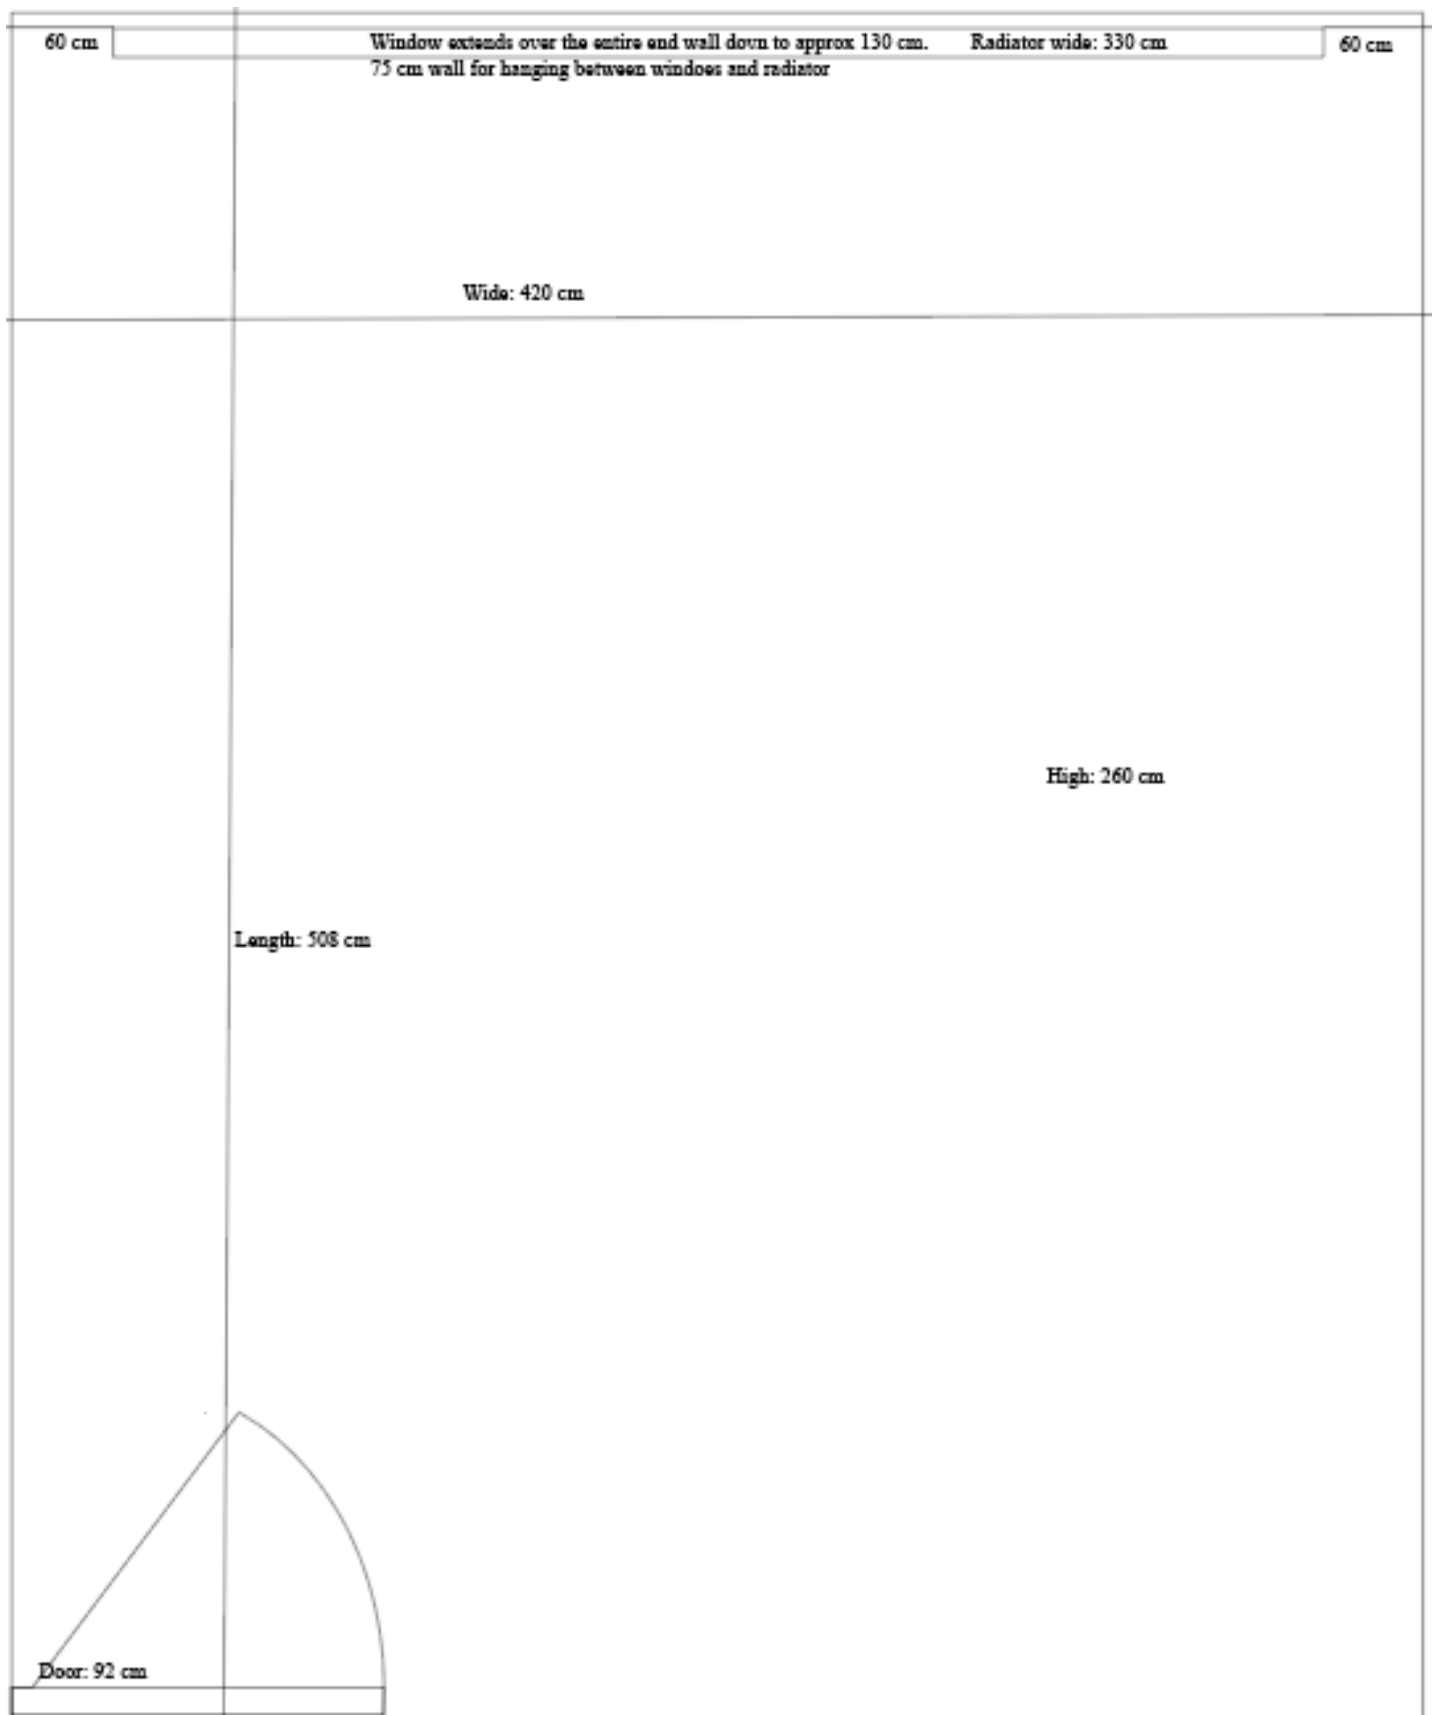 60 cm
Window extends over the entire end wall dovn to approx 130 cm.
Radiator wide: 330 cm
60 cm
75 cm wall for hanging between windoes and radiator
Wide: 420 cm
High: 260 cm
Length: 508 cm
Door: 92 cm